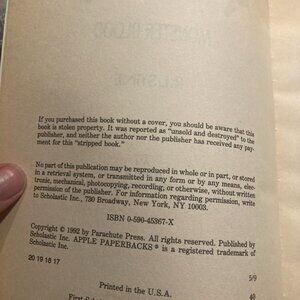 If you purchased this book without a cover, you should be aware that this
book is stolen property. It was reported as "unsold and destroyed" to the
publisher, and neither the author nor the publisher has received any pay-
ment for this "stripped book."
No part of this publication may be reproduced in whole or in part, or stored
in a retrieval system, or transmitted in any form or by any means, elec-
tronic, mechanical, photocopying, recording, or otherwise, without written
permission of the publisher. For information regarding permission, write
to Scholastic Inc., 730 Broadway, New York, NY 10003.
ISBN 0-590-45367-X
Copyright © 1992 by Parachute Press. All rights reserved. Published by
Scholastic Inc. APPLE PAPERBACKS ® is a registered trademark of
Scholastic Inc.
20 19 18 17
5/9
Printed in the U.S.A.
40
First